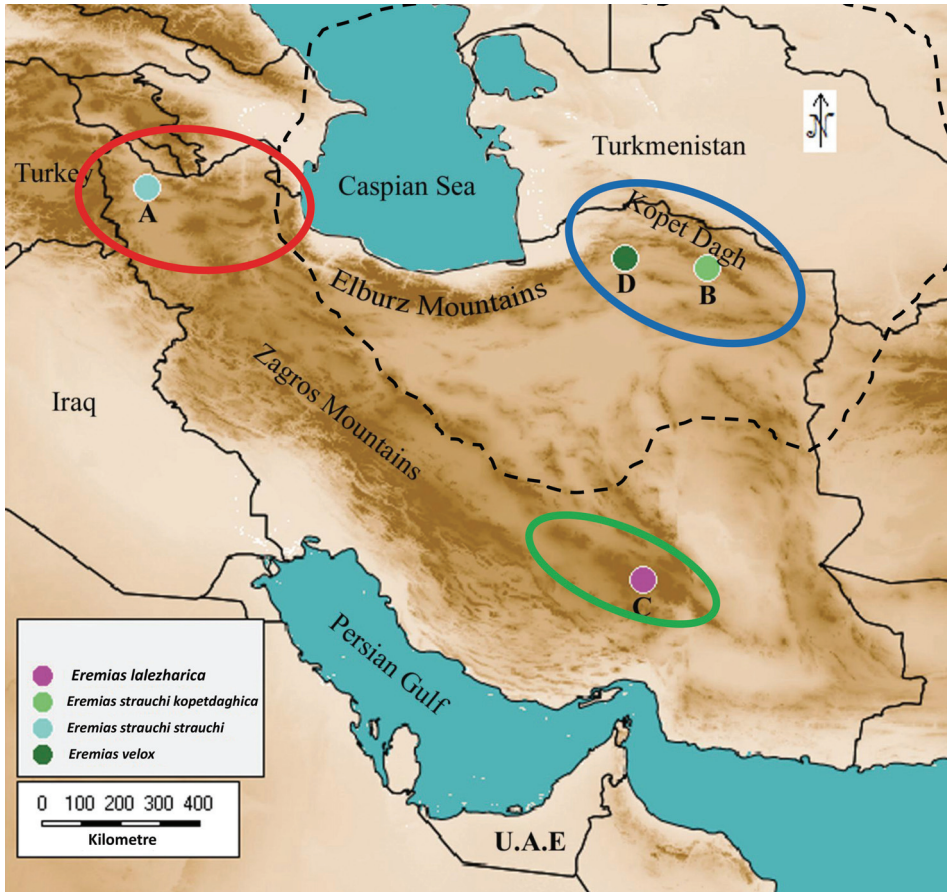 Turkmenistan
N
Turkey
Caspian Sea
Kopet Dagh
A
D
B
Elburz Mountains
Zagros Mountains
Iraq
C
Persian Gulf
Eremias lalezharica
Eremias strauchi kopetdaghica
Eremias strauchi strauchi
Eremias velox
0 100 200 300 400
Kilometre
U.A.E